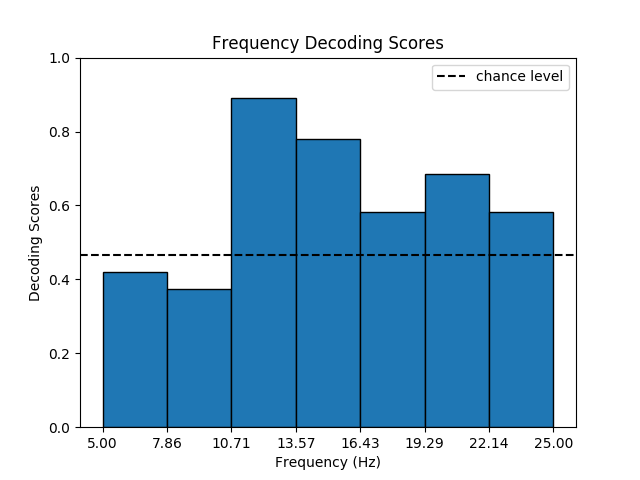 Frequency Decoding Scores
chance level
1.0
0.8
0.6
0.4
0.2
0.0
Decoding Scores
5.00 7.86 10.71 13.57 16.43 19.29 22.14 25.00
Frequency (Hz)